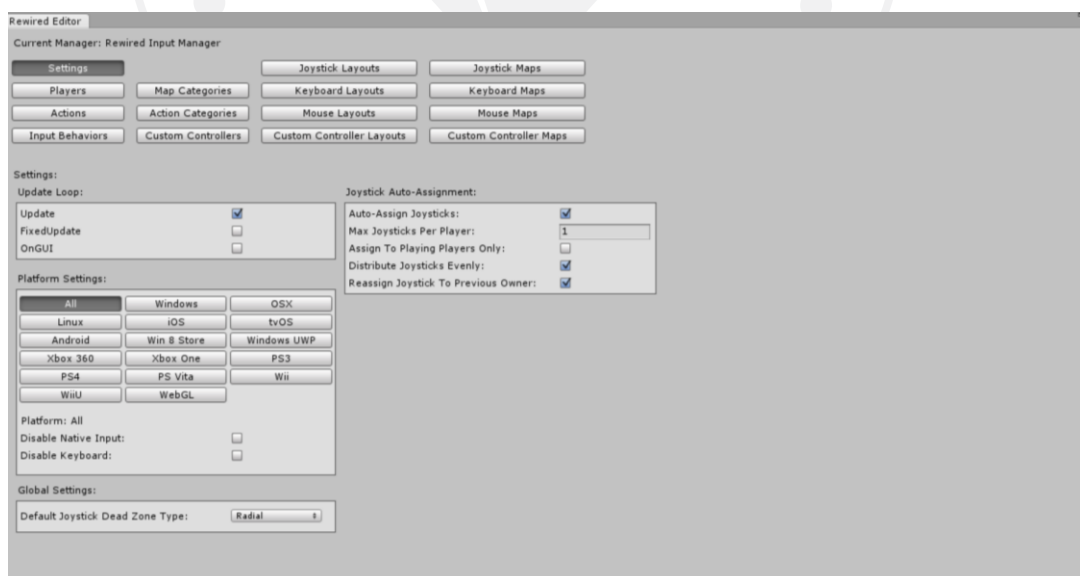 Rewired Editor
Current Manager: Rewired Input Manager
Settings Joystick Layouts Joystick Maps
Players Map Categories Keyboard Layouts Keyboard Maps
Actions Action Categories Mouse Layouts Mouse Maps
Input Behaviors Custom Controllers Custom Controller Layouts Custom Controller Maps
Settings:
Update Loop:
Update
FixedUpdate
OnGUI
Platform Settings:
All Windows OSX
Linux iOS tvOS
Android Win 8 Store Windows UWP
Xbox 360 Xbox One PS3
PS4 PS Vita Wii
WiiU WebGL
Platform: All
Disable Native Input:
Disable Keyboard:
Global Settings:
Default Joystick Dead Zone Type: Radial
Joystick Auto-Assignment:
Auto-Assign Joysticks:
Max Joysticks Per Player: 1
Assign To Playing Players Only:
Distribute Joysticks Evenly:
Reassign Joystick To Previous Owner: